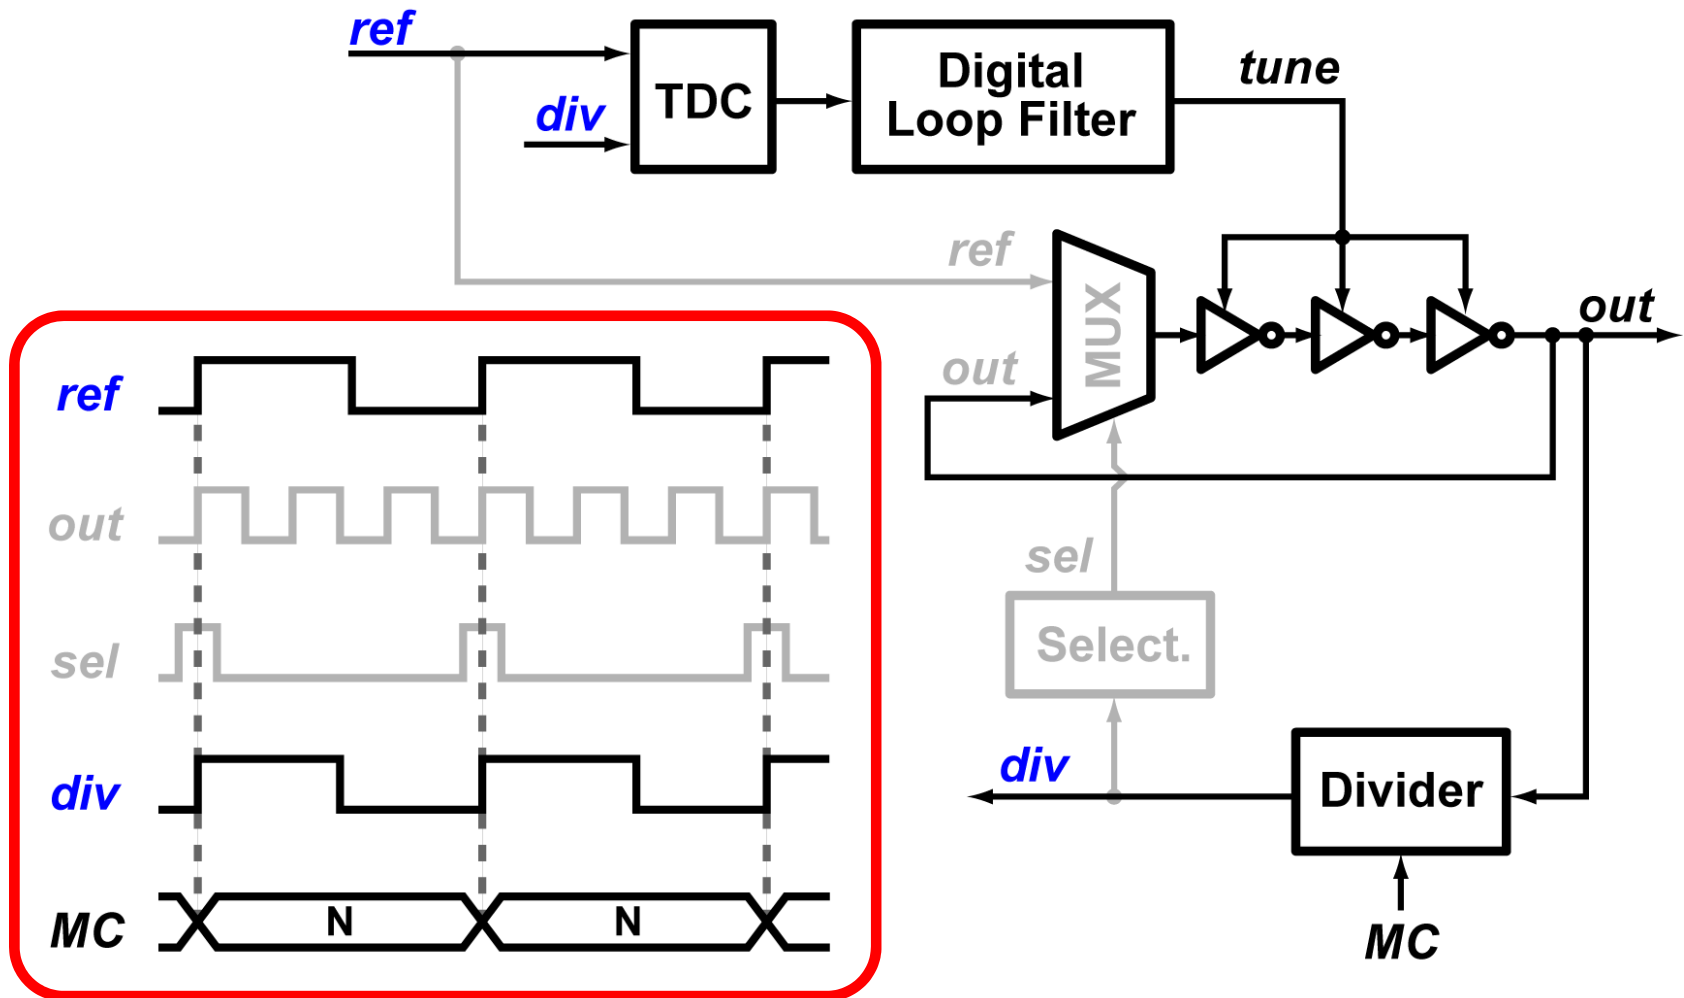 ref
div
TDC
Digital
Loop Filter
tune
ref
out
MUX
out
sel
Select.
div
Divider
MC
ref
out
sel
div
MC
N
N